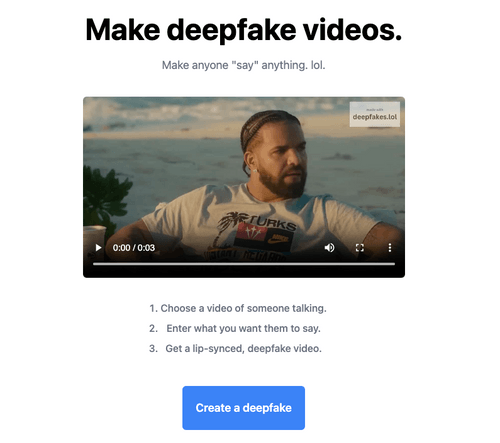 Make deepfake videos.
Make anyone "say" anything. lol.
made with
deepfakes.lol
TURKS
0:00 / 0:03
1. Choose a video of someone talking.
2. Enter what you want them to say.
3. Get a lip-synced, deepfake video.
Create a deepfake